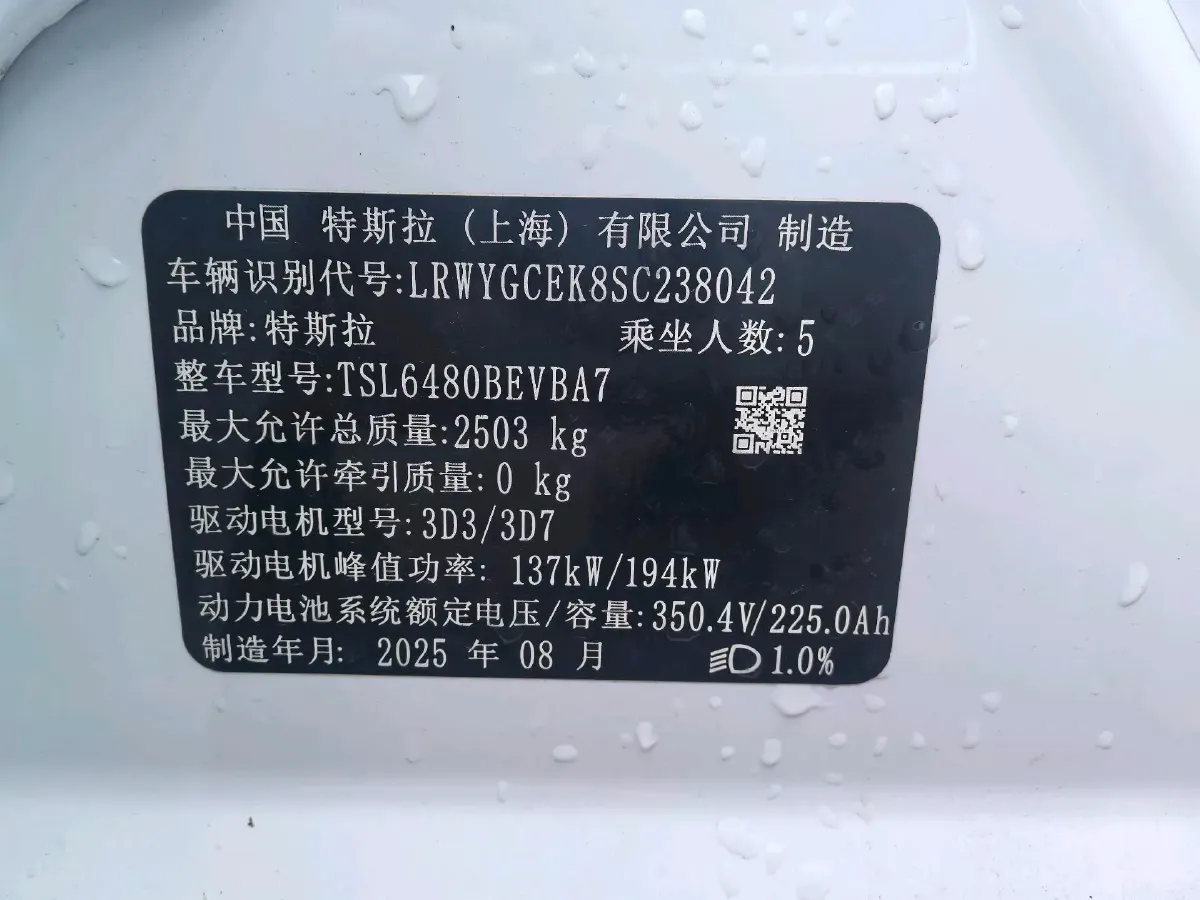 中国 特斯拉（上海）有限公司 制造
车辆识别代号:LRWYGCEK8SC238042
品牌:特斯拉 乘坐人数:5
整车型号:TSL6480BEVBA7
最大允许总质量:2503 kg
最大允许牵引质量:0 kg
驱动电机型号:3D3/3D7
驱动电机峰值功率: 137kW/194kW
动力电池系统额定电压/容量:350.4V/225.0Ah
制造年月: 2025 年 08 月 1.0%